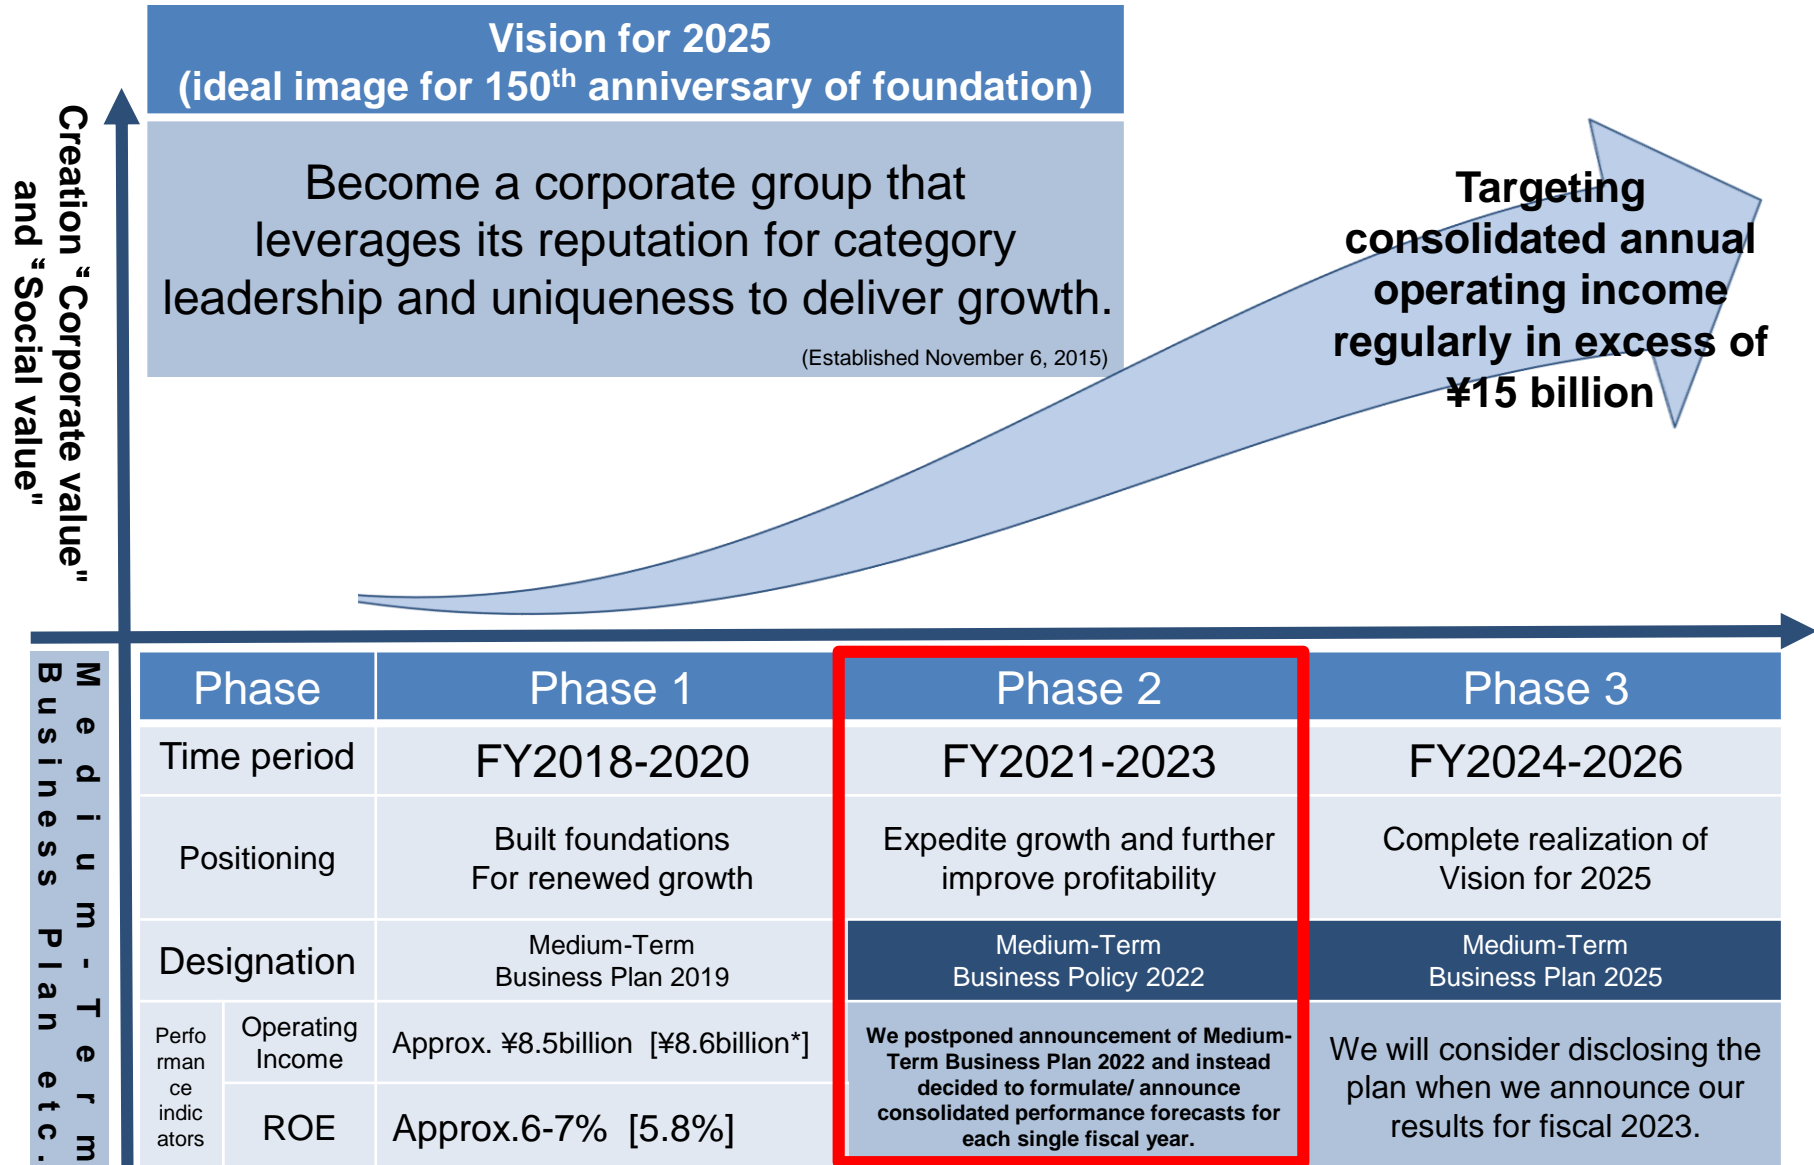 Vision for 2025
(ideal image for 150th anniversary of foundation)
Become a corporate group that
leverages its reputation for category
leadership and uniqueness to deliver growth.
(Established November 6, 2015)
Creation “Corporate value"
and “Social value"
Targeting
consolidated annual
operating income
regularly in excess of
¥15 billion
Medium-Term
Business Plan etc.
Phase
Phase 1
Phase 2
Phase 3
Time period
FY2018-2020
FY2021-2023
FY2024-2026
Positioning
Built foundations
For renewed growth
Expedite growth and further
improve profitability
Complete realization of
Vision for 2025
Designation
Medium-Term
Business Plan 2019
Medium-Term
Business Policy 2022
Medium-Term
Business Plan 2025
Perfo
rman
ce
indic
ators
Operating
Income
Approx. ¥8.5billion [¥8.6billion*]
ROE
Approx.6-7% [5.8%]
We postponed announcement of Medium-
Term Business Plan 2022 and instead
decided to formulate/ announce
consolidated performance forecasts for
each single fiscal year.
We will consider disclosing the
plan when we announce our
results for fiscal 2023.